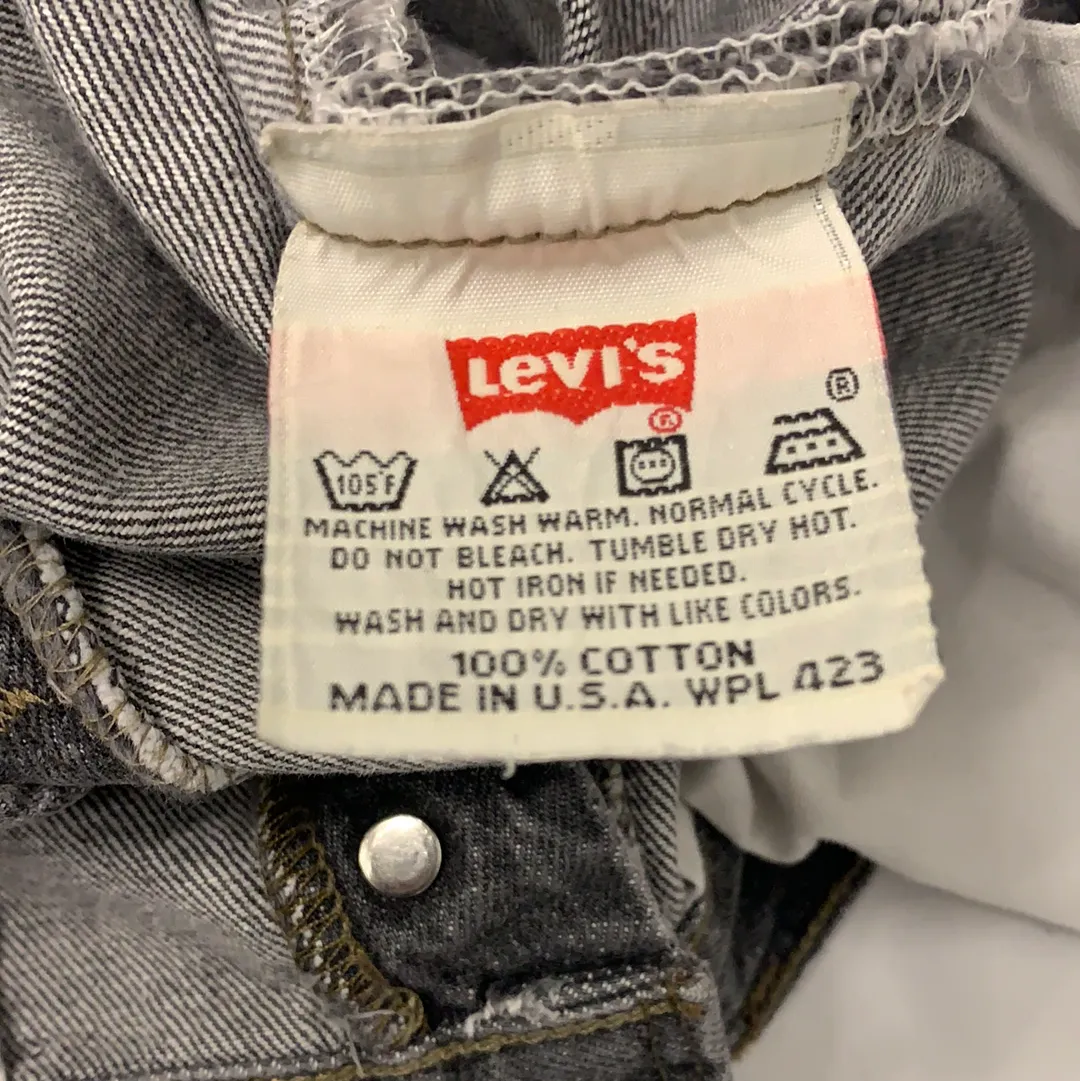 LEVI'S
®
®
105 F
MACHINE WASH WARM. NORMAL CYCLE.
DO NOT BLEACH. TUMBLE DRY HOT.
HOT IRON IF NEEDED.
WASH AND DRY WITH LIKE COLORS.
100% COTTON
MADE IN U.S.A. WPL 423